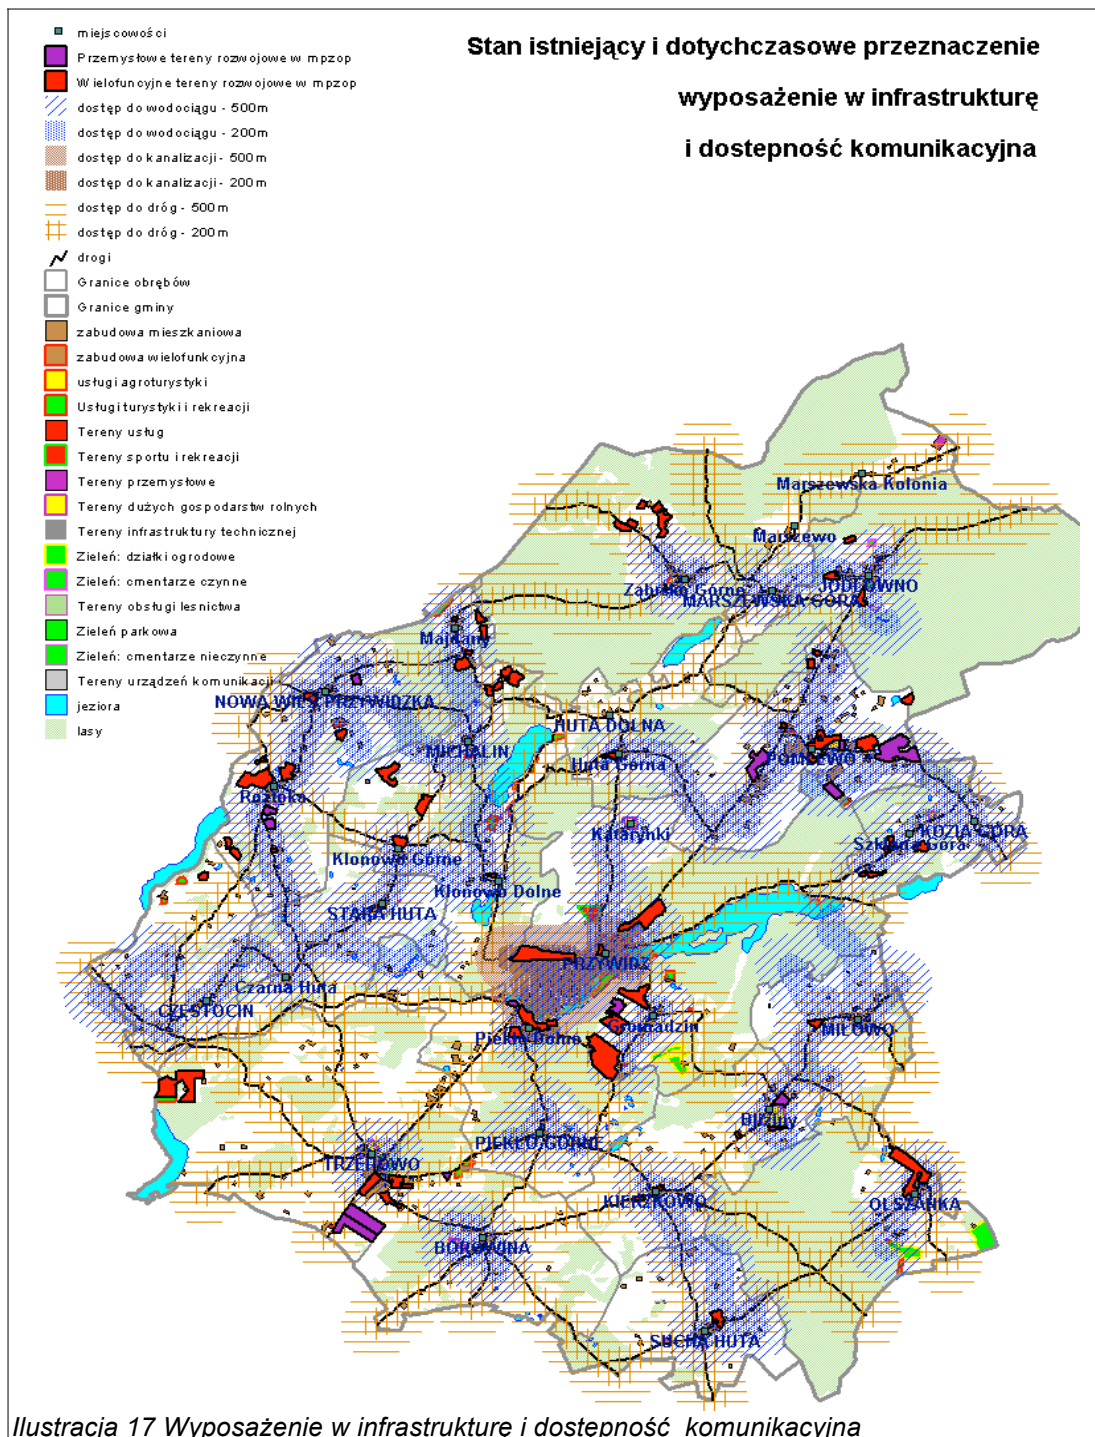 miejscowości
Przemysłowe tereny rozwojowe w mpzop
Wielofuncyjne tereny rozwojowe w mpzop
dostęp do wodociągu - 500m
dostęp do wodociągu - 200m
dostęp do kanalizacji - 500m
dostęp do kanalizacji - 200m
dostęp do dróg - 500m
dostęp do dróg - 200m
drogi
Granice obrębów
Granice gminy
zabudowa mieszkaniowa
zabudowa wielofunkcyjna
usługi agroturystyki
Usługi turystyki i rekreacji
Tereny usług
Tereny sportu i rekreacji
Tereny przemysłowe
Tereny dużych gospodarstw rolnych
Tereny infrastruktury technicznej
Zieleń: działki ogrodowe
Zieleń: cmentarze czynne
Tereny obsługi lesnictwa
Zieleń parkowa
Zieleń: cmentarze nieczynne
Tereny urządzeń komunikacji
jeziora
lasy
Stan istniejący i dotychczasowe przeznaczenie
wyposażenie w infrastrukturę
i dostepność komunikacyjna
Marszewska Kolonia
Marszewo
Załuskie Górne
MARSZEWSKA GÓRA
JODŁOWNO
Majdany
NOWA WIEŚ PRZYWIDZKA
HUTA DOLNA
MICHALIN
Huta Górna
POMLEWO
Roztoka
Katarynki
KOZIA GÓRA
Szklana Góra
Klonowo Górne
Klonowo Dolne
STARA HUTA
PRZYWIDZ
Czarna Huta
CZĘSTOCIN
Piekło Dolne
Gromadzin
MIŁOWO
Bliziny
PIEKŁO GÓRNE
TRZEPOWO
KIERZKOWO
OLSZANKA
BOROWINA
SUCHA HUTA
Ilustracja 17 Wyposażenie w infrastrukturę i dostępność komunikacyjna